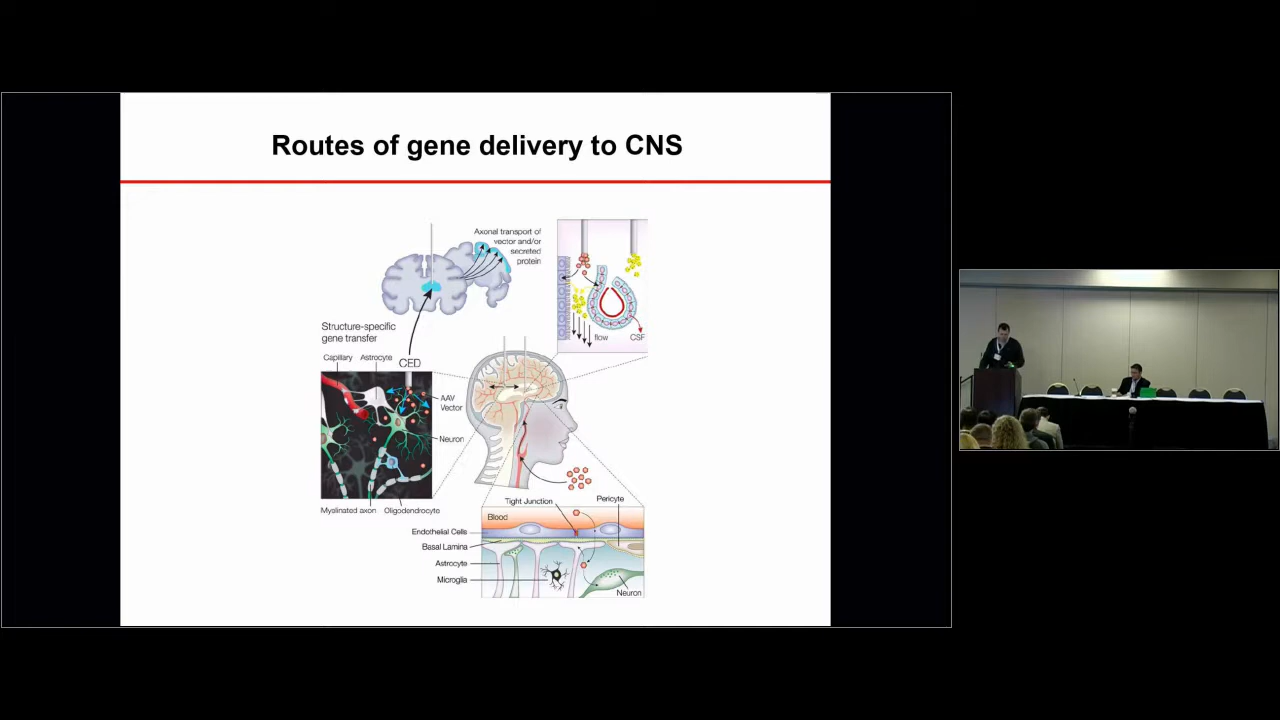 Routes of gene delivery to CNS
Axonal transport of
vector and/or
secreted
protein
Structure-specific
gene transfer
Capillary
Astrocyte
CED
AAV
Vector
Neuron
Myelinated axon
Oligodendrocyte
flow
CSF
Tight Junction
Pericyte
Blood
Endothelial Cells
Basal Lamina
Astrocyte
Microglia
Neuron